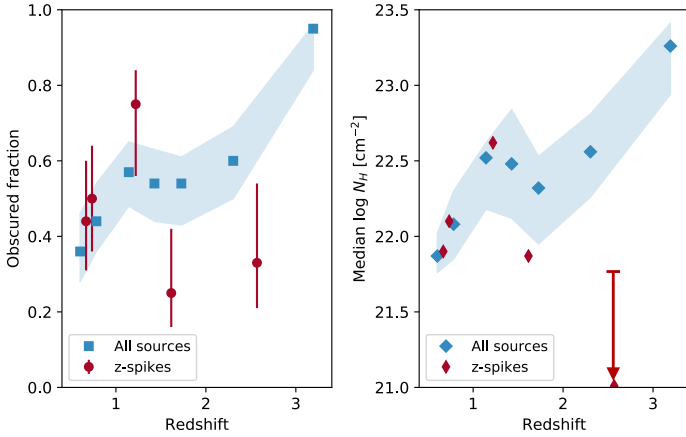 1.0
0.8
0.6
0.4
0.2
0.0
Obscured fraction
1 2 3
Redshift
All sources
z-spikes
23.5
23.0
22.5
22.0
21.5
21.0
Median log N_H [cm⁻²]
1 2 3
Redshift
All sources
z-spikes